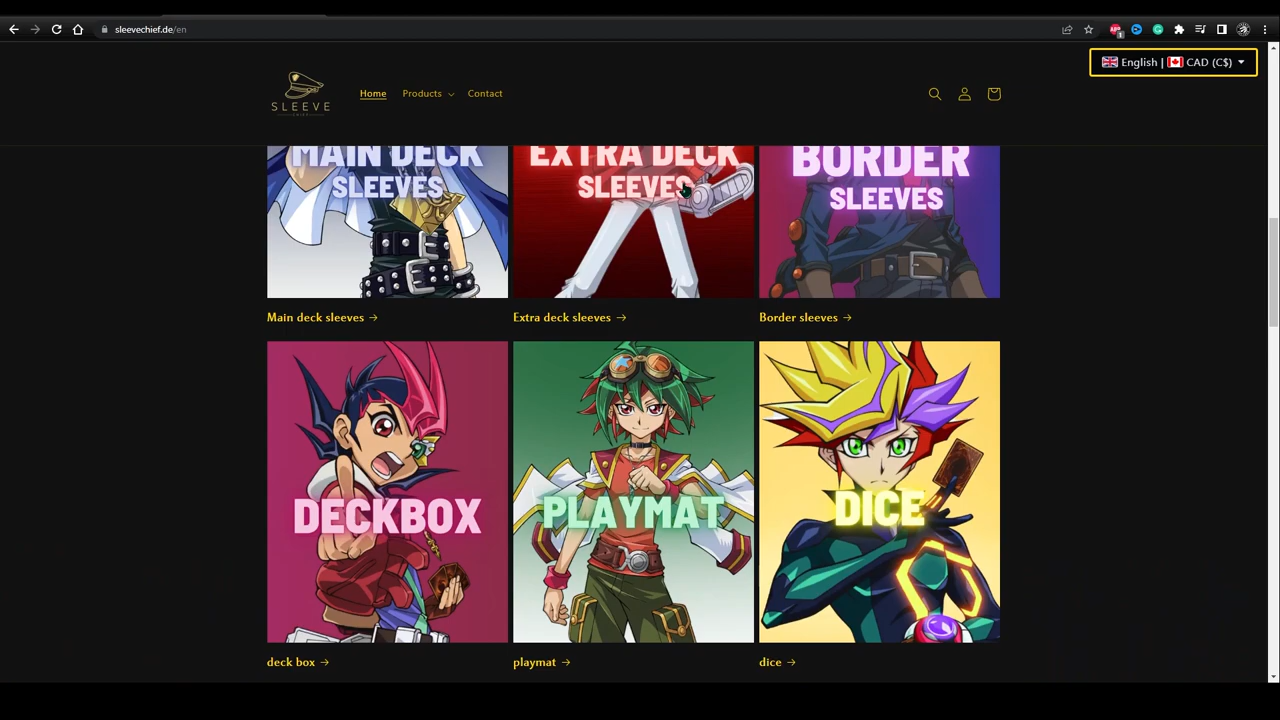 sleevechief.de/en
English | CAD (C$)
SLEEVE
Home
Products
Contact
MAIN DECK
SLEEVES
EXTRA DECK
SLEEVES
BORDER
SLEEVES
Main deck sleeves →
Extra deck sleeves →
Border sleeves →
DECKBOX
PLAYMAT
DICE
deck box →
playmat →
dice →